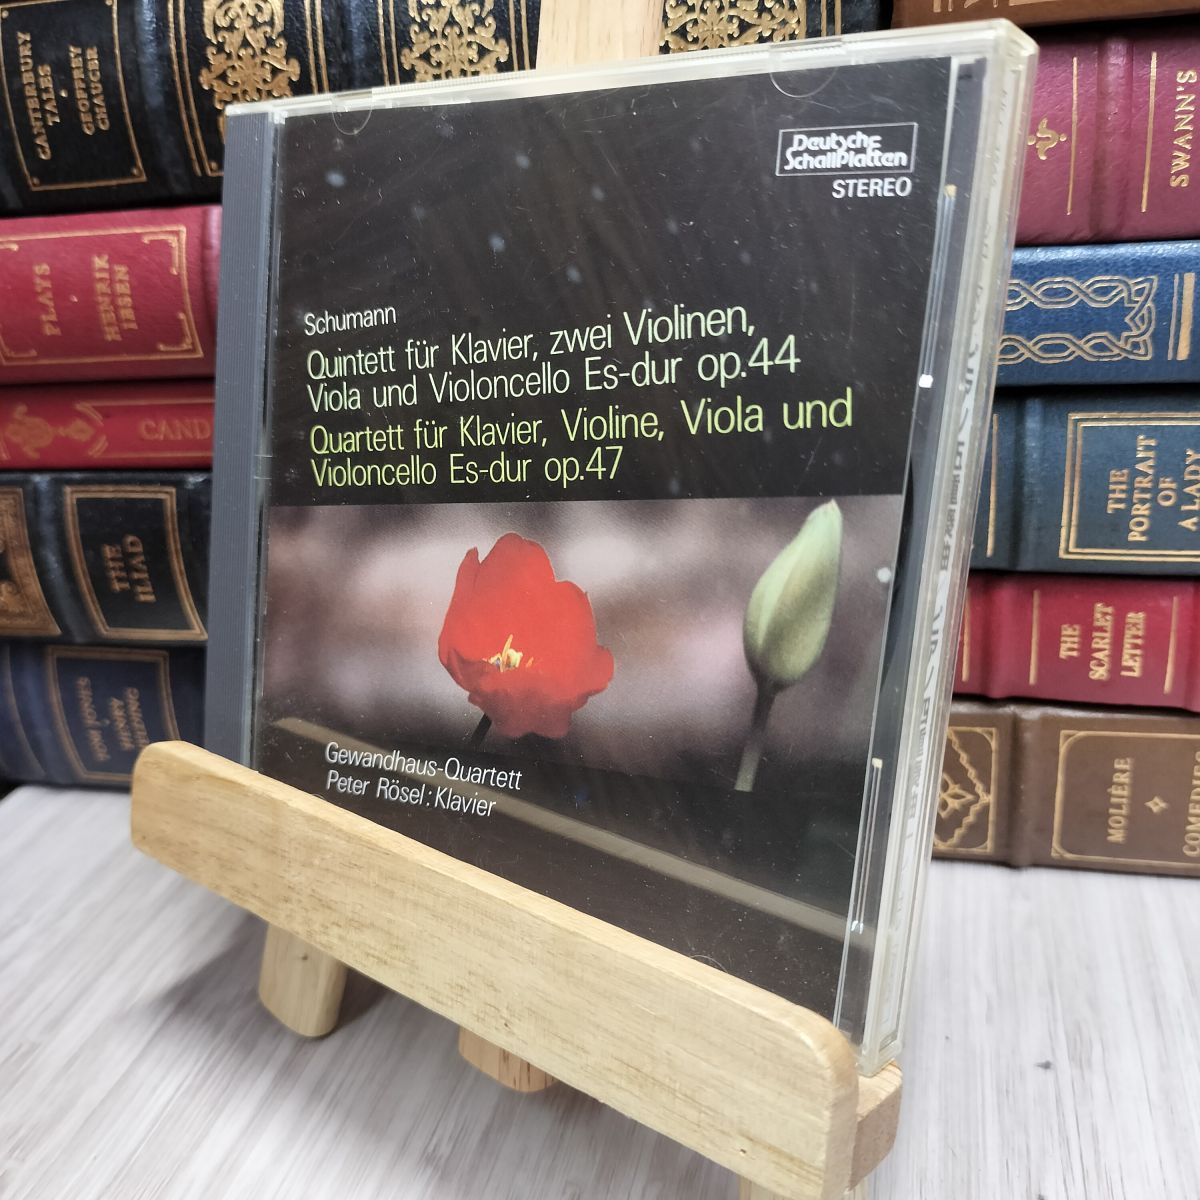 CANTERBURY
TALES
GEOFFREY
CHAUCER
PLAYS
HENRIK
IBSEN
CAND
THE
ILIAD
TOM JONES
HENRY
FIELDING
Deutsche
SchallPlatten
STEREO
Schumann
Quintett für Klavier, zwei Violinen,
Viola und Violoncello Es-dur op.44
Quartett für Klavier, Violine, Viola und
Violoncello Es-dur op.47
Gewandhaus-Quartett
Peter Rösel: Klavier
SWANN'S
THE
PORTRAIT
OF
A LADY
THE
SCARLET
LETTER
MOLIÈRE